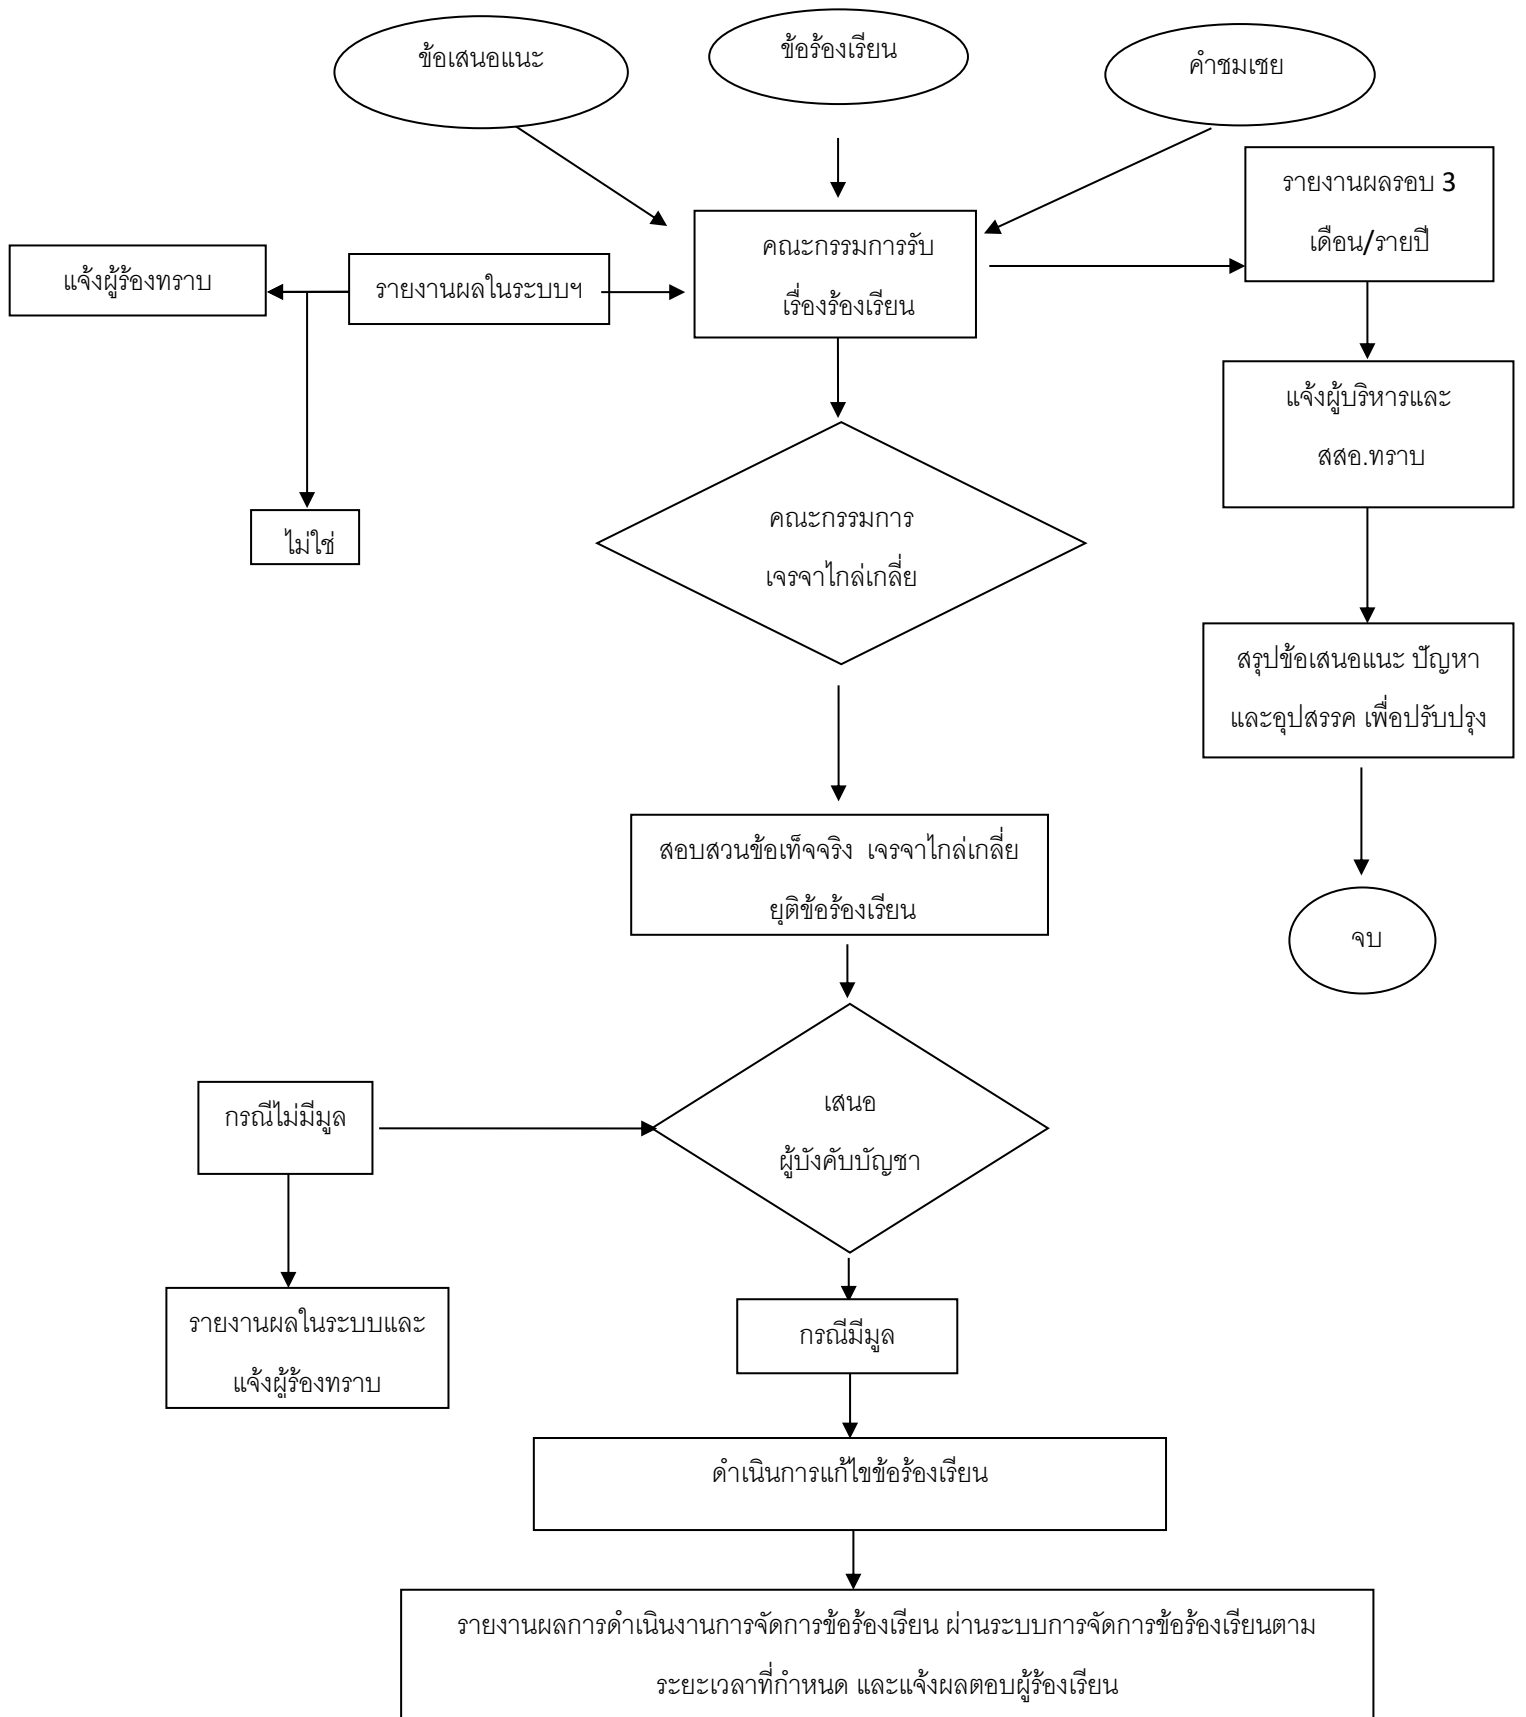 ข้อเสนอแนะ
ข้อร้องเรียน
คำชมเชย
รายงานผลรอบ 3
เดือน/รายปี
คณะกรรมการรับ
เรื่องร้องเรียน
แจ้งผู้ร้องทราบ
รายงานผลในระบบฯ
แจ้งผู้บริหารและ
สสอ.ทราบ
ไม่ใช่
คณะกรรมการ
เจรจาไกล่เกลี่ย
สรุปข้อเสนอแนะ ปัญหา
และอุปสรรค เพื่อปรับปรุง
สอบสวนข้อเท็จจริง เจรจาไกล่เกลี่ย
ยุติข้อร้องเรียน
จบ
กรณีไม่มีมูล
เสนอ
ผู้บังคับบัญชา
รายงานผลในระบบและ
แจ้งผู้ร้องทราบ
กรณีมีมูล
ดำเนินการแก้ไขข้อร้องเรียน
รายงานผลการดำเนินงานการจัดการข้อร้องเรียน ผ่านระบบการจัดการข้อร้องเรียนตาม
ระยะเวลาที่กำหนด และแจ้งผลตอบผู้ร้องเรียน